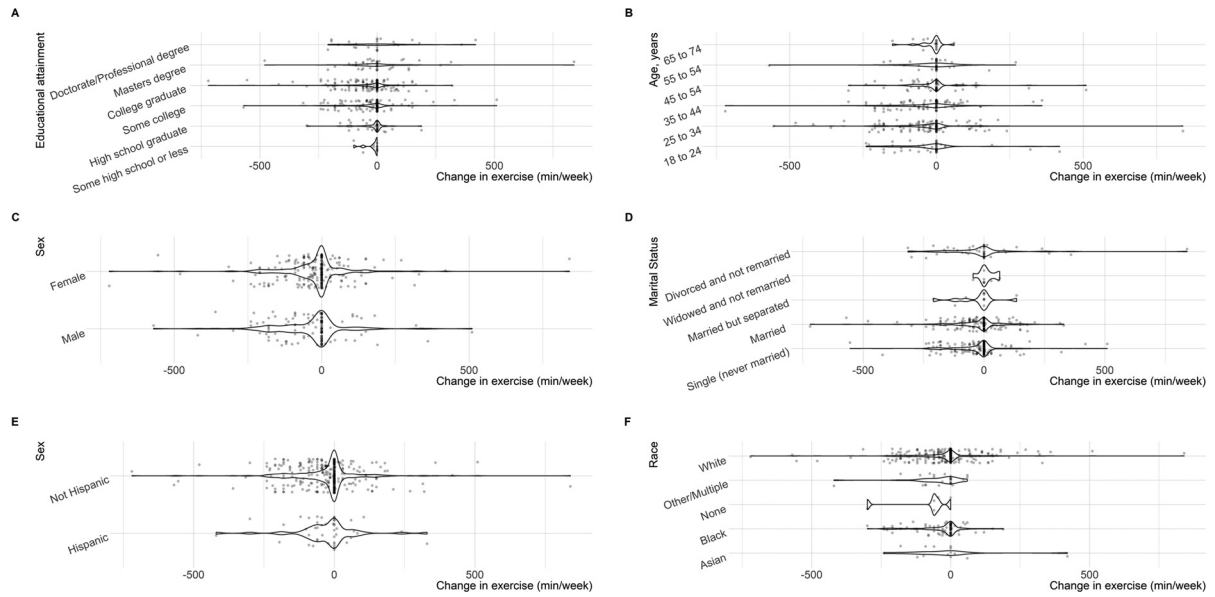 A
Educational attainment
Doctorate/Professional degree
Masters degree
College graduate
Some college
High school graduate
Some high school or less
-500
0
500
Change in exercise (min/week)
B
Age, years
65 to 74
55 to 54
45 to 54
35 to 44
25 to 34
18 to 24
-500
0
500
Change in exercise (min/week)
C
Sex
Female
Male
-500
0
500
Change in exercise (min/week)
D
Marital Status
Divorced and not remarried
Widowed and not remarried
Married but separated
Married
Single (never married)
-500
0
500
Change in exercise (min/week)
E
Sex
Not Hispanic
Hispanic
-500
0
500
Change in exercise (min/week)
F
Race
White
Other/Multiple
None
Black
Asian
-500
0
500
Change in exercise (min/week)